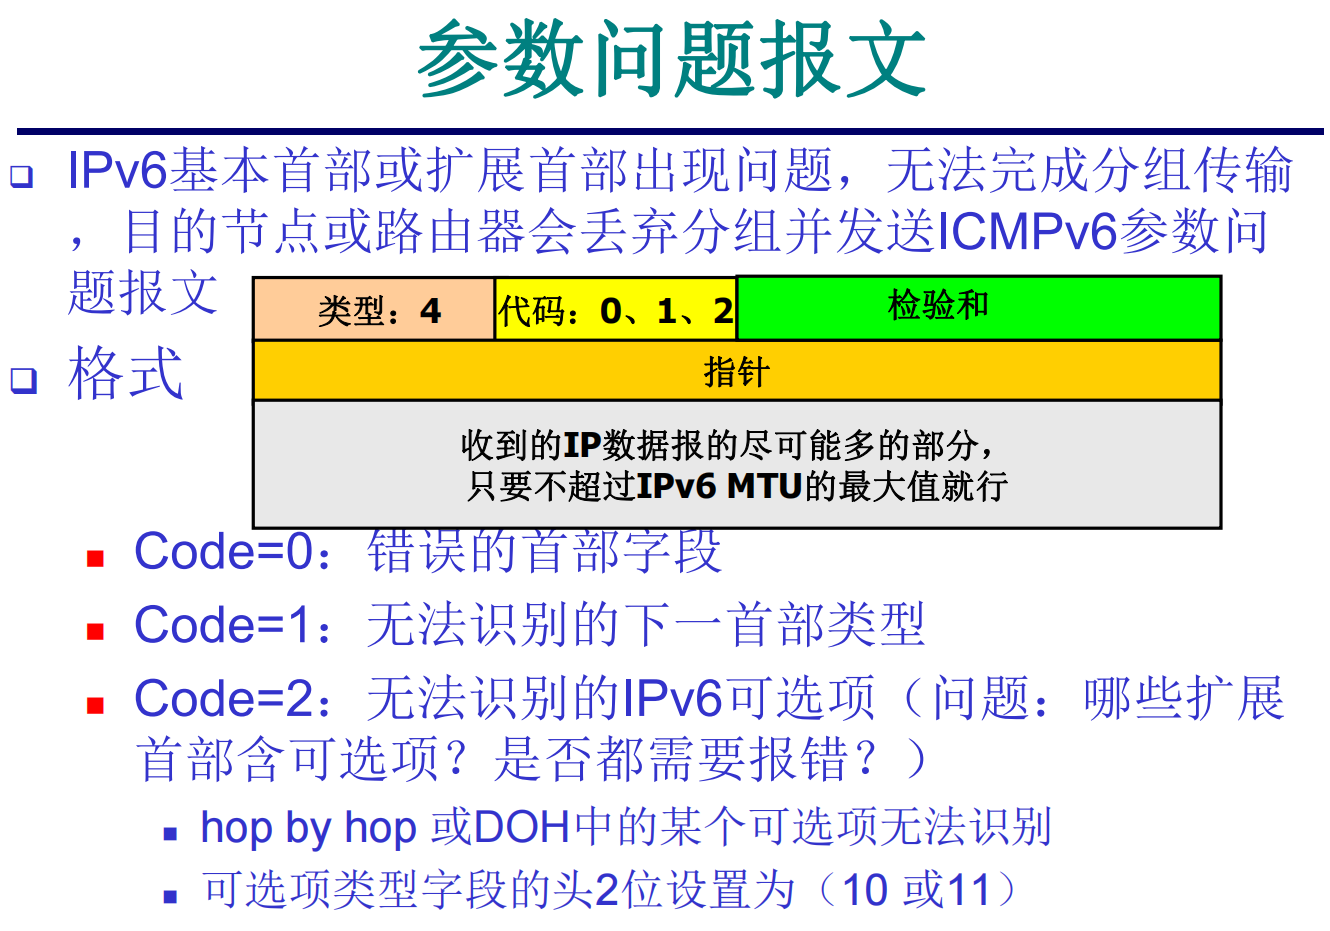 参数问题报文
IPv6基本首部或扩展首部出现问题，无法完成分组传输
，目的节点或路由器会丢弃分组并发送ICMPv6参数问
题报文
类型：4
代码：0、1、2
检验和
指针
收到的IP数据报的尽可能多的部分，
只要不超过IPv6 MTU的最大值就行
格式
Code=0：错误的首部字段
Code=1：无法识别的下一首部类型
Code=2：无法识别的IPv6可选项（问题：哪些扩展
首部含可选项？是否都需要报错？）
hop by hop 或DOH中的某个可选项无法识别
可选项类型字段的头2位设置为（10 或11）